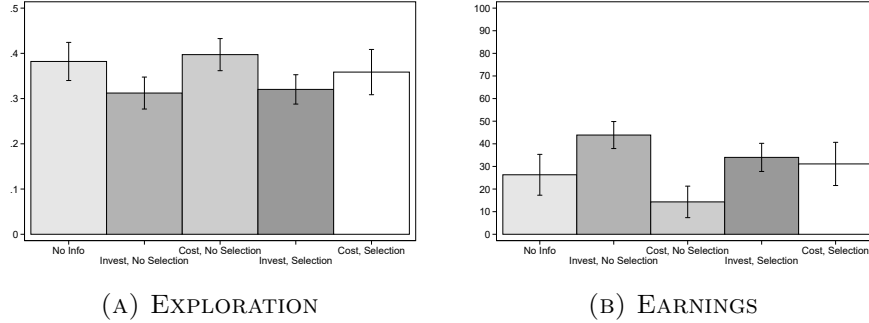 .5
.4
.3
.2
.1
0
No Info
Invest, No Selection
Cost, No Selection
Invest, Selection
Cost, Selection
(A) EXPLORATION
100
90
80
70
60
50
40
30
20
10
0
No Info
Invest, No Selection
Cost, No Selection
Invest, Selection
Cost, Selection
(B) EARNINGS